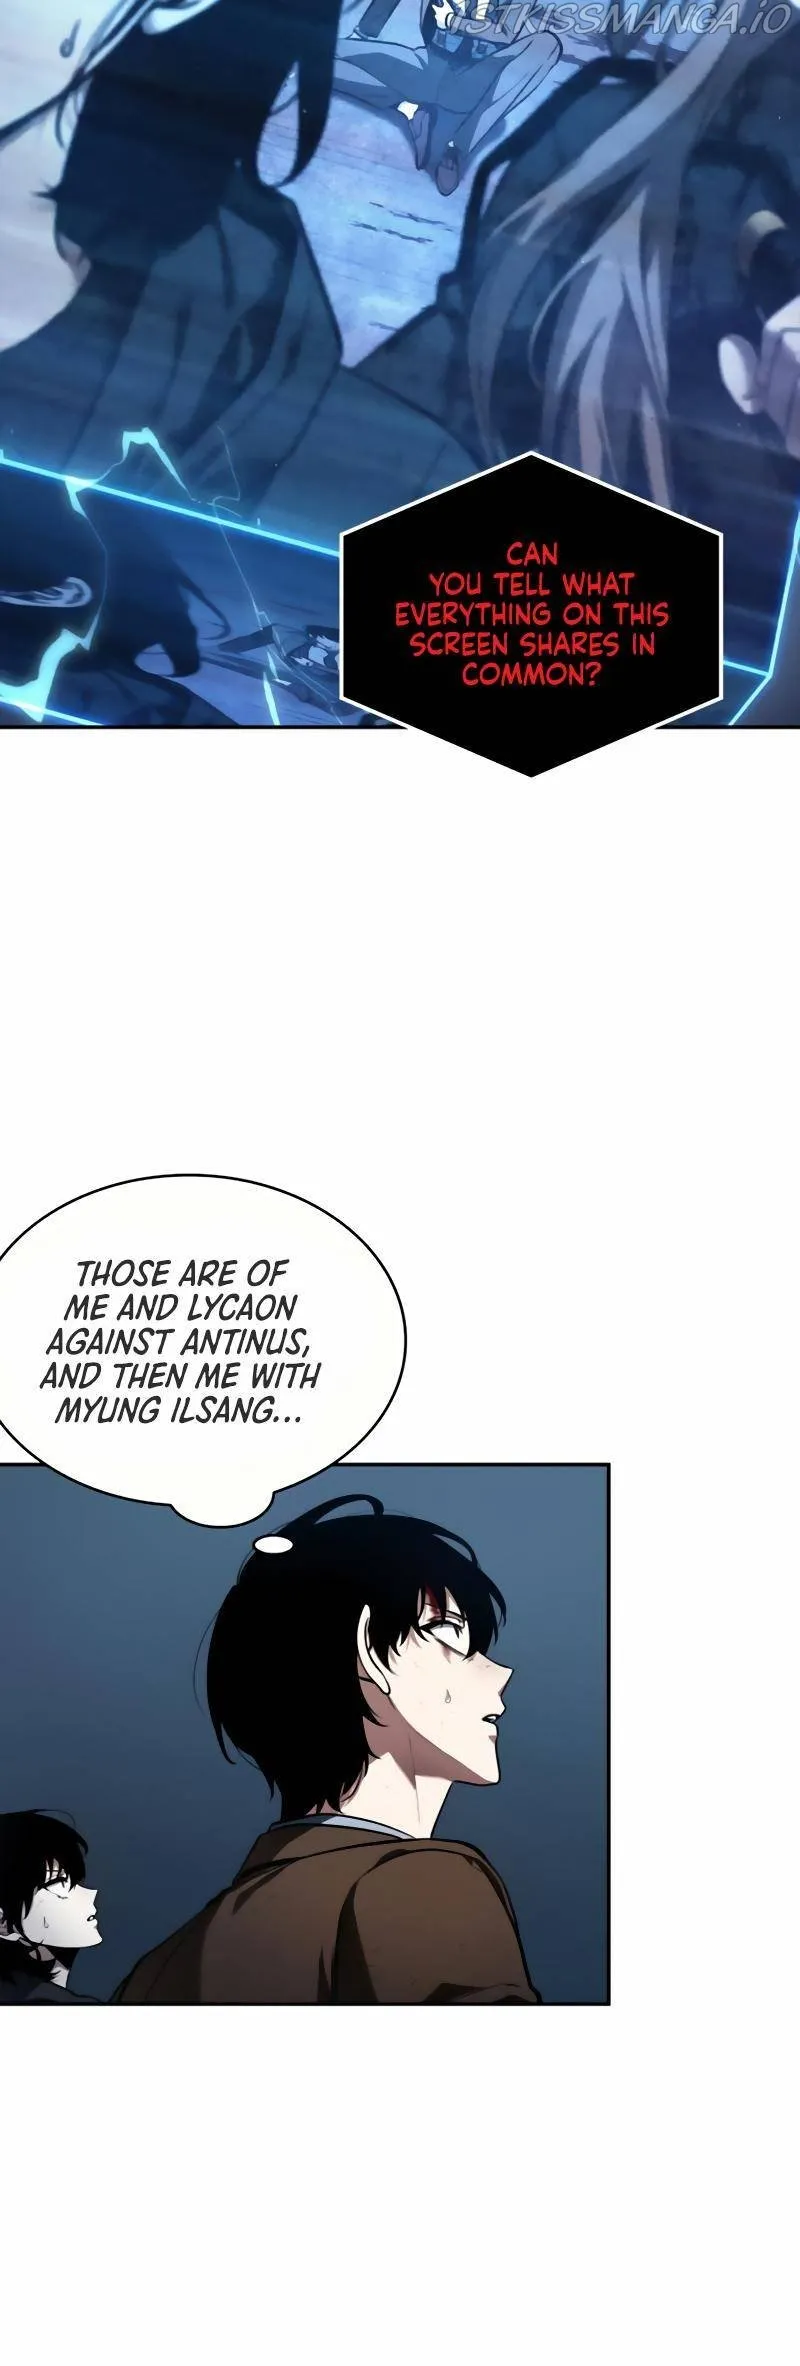 1STKISSMANGA.IO
CAN
YOU TELL WHAT
EVERYTHING ON THIS
SCREEN SHARES IN
COMMON?
THOSE ARE OF
ME AND LYCAON
AGAINST ANTINUS,
AND THEN ME WITH
MYUNG ILSANG...